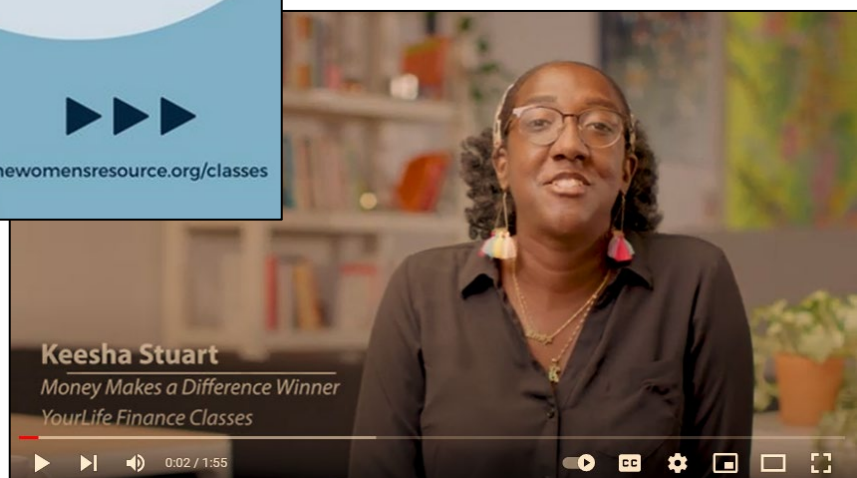 newomensresource.org/classes
Keesha Stuart
Money Makes a Difference Winner
YourLife Finance Classes
0:02 / 1:55
CC